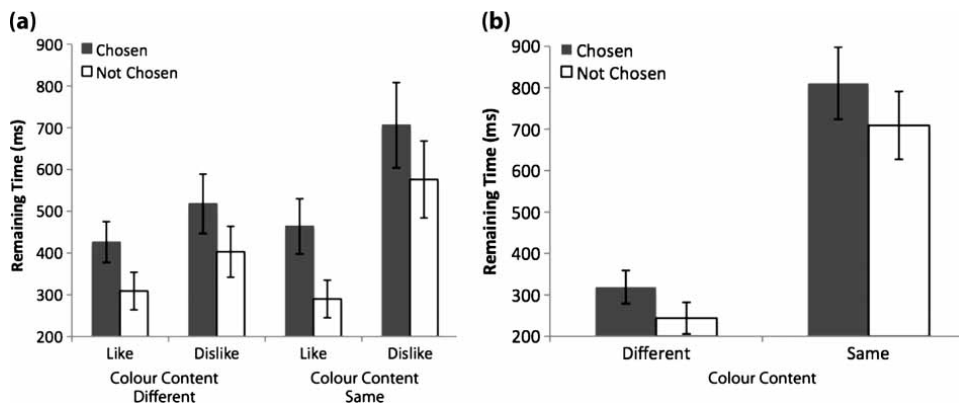 (a)
Chosen
Not Chosen
Remaining Time (ms)
900
800
700
600
500
400
300
200
Like Dislike Like Dislike
Colour Content Colour Content
Different Same
(b)
Chosen
Not Chosen
Remaining Time (ms)
900
800
700
600
500
400
300
200
Different Same
Colour Content